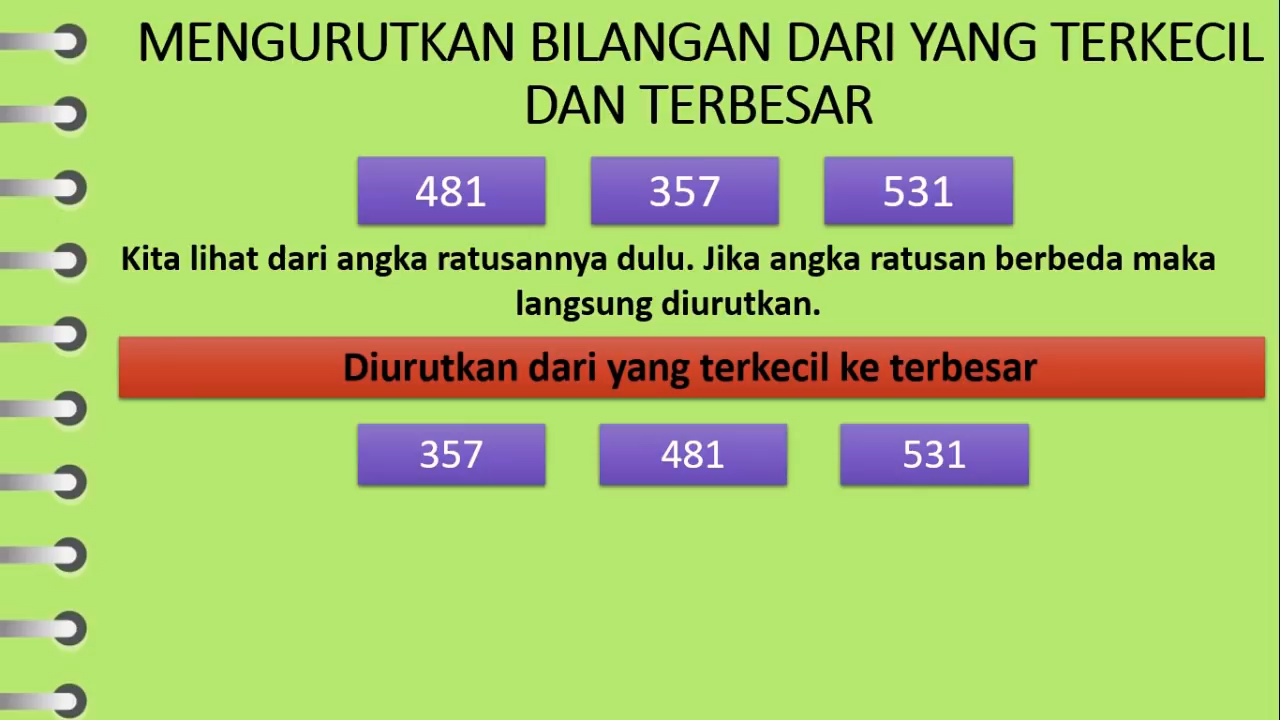 MENGURUTKAN BILANGAN DARI YANG TERKECIL
DAN TERBESAR
481 357 531
Kita lihat dari angka ratusannya dulu. Jika angka ratusan berbeda maka
langsung diurutkan.
Diurutkan dari yang terkecil ke terbesar
357 481 531